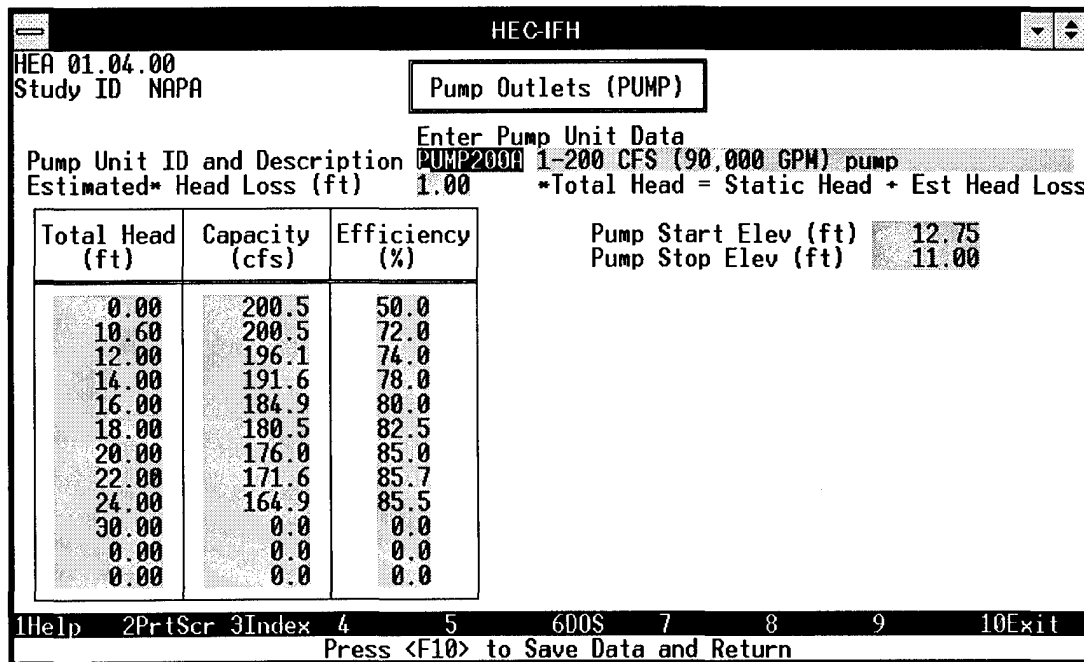 HEC-IFH
HEA 01.04.00
Study ID NAPA
Pump Outlets (PUMP)
Enter Pump Unit Data
Pump Unit ID and Description PUMP200A 1-200 CFS (90,000 GPM) pump
Estimated* Head Loss (ft) 1.00 *Total Head = Static Head + Est Head Loss
Total Head (ft) Capacity (cfs) Efficiency (%)
Pump Start Elev (ft) 12.75
Pump Stop Elev (ft) 11.00
0.00 200.5 50.0
10.60 200.5 72.0
12.00 196.1 74.0
14.00 191.6 78.0
16.00 184.9 80.0
18.00 180.5 82.5
20.00 176.0 85.0
22.00 171.6 85.7
24.00 164.9 85.5
30.00 0.0 0.0
0.00 0.0 0.0
0.00 0.0 0.0
1Help 2PrtScr 3Index 4 5 6DOS 7 8 9 10Exit
Press <F10> to Save Data and Return